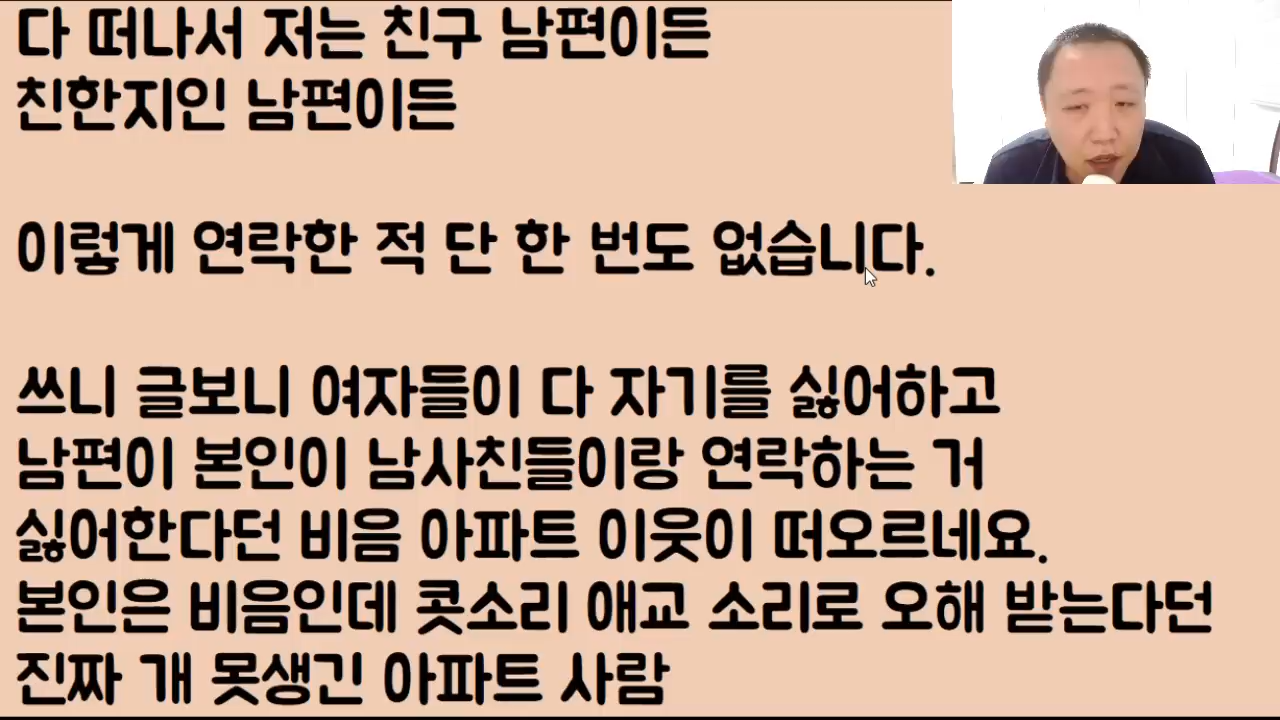 다 떠나서 저는 친구 남편이든
친한지인 남편이든
이렇게 연락한 적 단 한 번도 없습니다.
쓰니 글보니 여자들이 다 자기를 싫어하고
남편이 본인이 남사친들이랑 연락하는 거
싫어한다던 비음 아파트 이웃이 떠오르네요.
본인은 비음인데 콧소리 애교 소리로 오해 받는다던
진짜 개 못생긴 아파트 사람